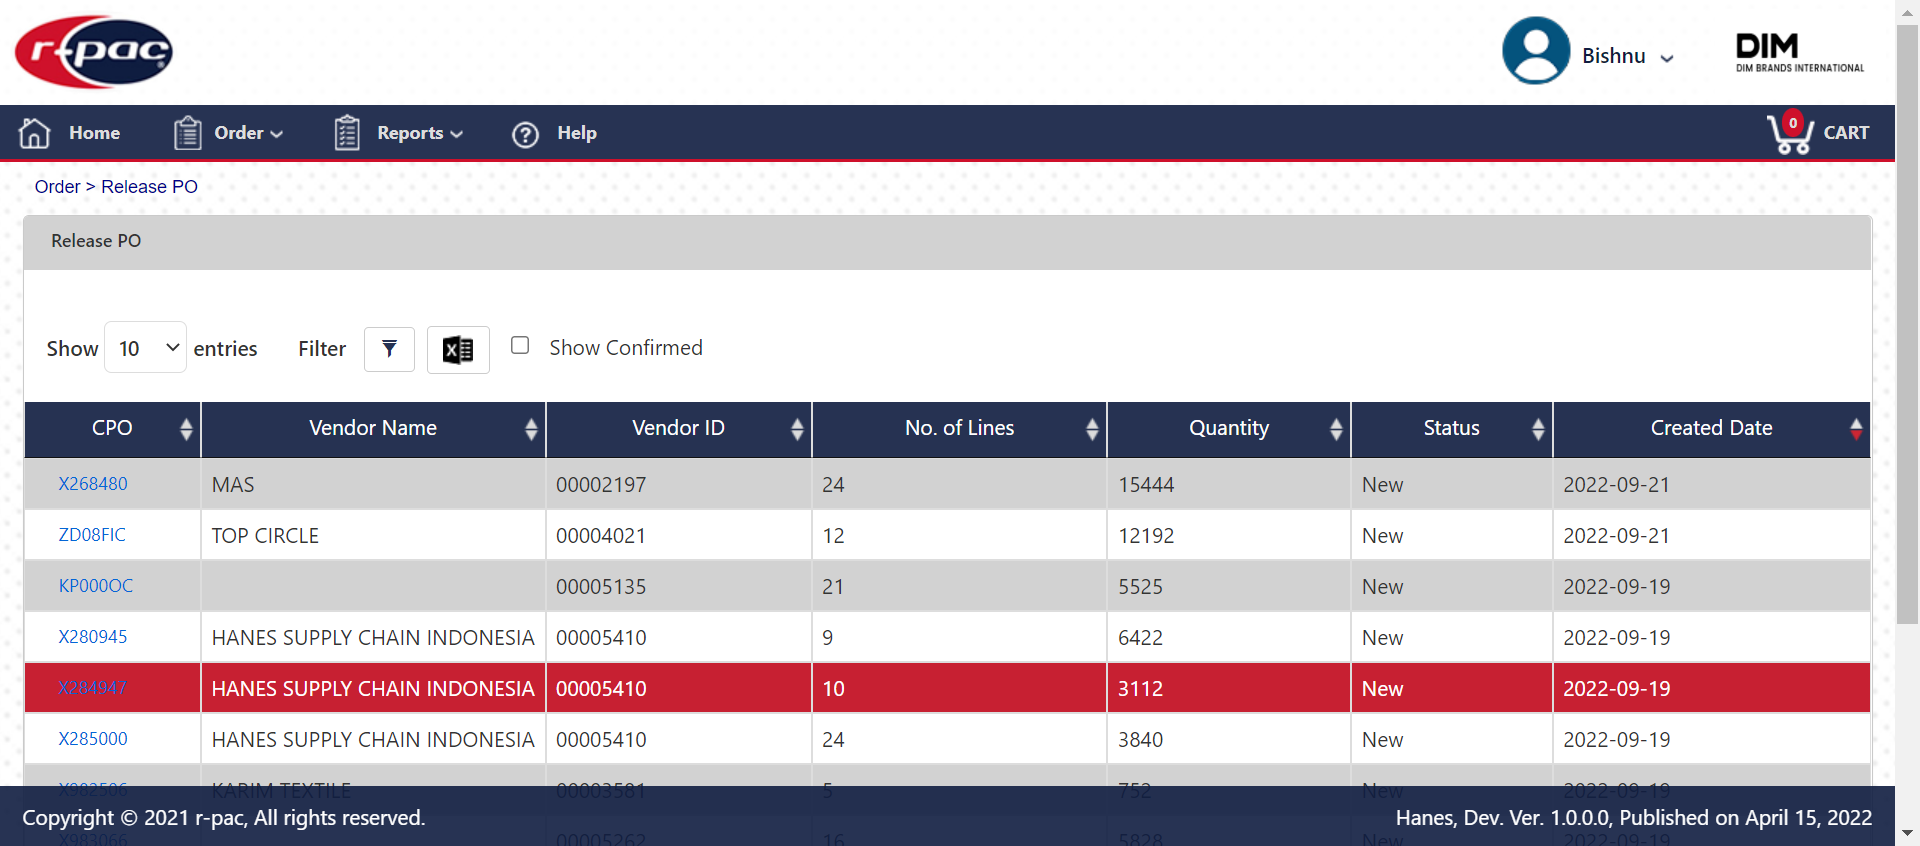 r-pac
Bishnu
DIM
DIM BRANDS INTERNATIONAL
Home Order Reports Help 0 CART
Order > Release PO
Release PO
Show 10 entries Filter Show Confirmed
CPO Vendor Name Vendor ID No. of Lines Quantity Status Created Date
X268480 MAS 00002197 24 15444 New 2022-09-21
ZD08FIC TOP CIRCLE 00004021 12 12192 New 2022-09-21
KP000OC 00005135 21 5525 New 2022-09-19
X280945 HANES SUPPLY CHAIN INDONESIA 00005410 9 6422 New 2022-09-19
X284947 HANES SUPPLY CHAIN INDONESIA 00005410 10 3112 New 2022-09-19
X285000 HANES SUPPLY CHAIN INDONESIA 00005410 24 3840 New 2022-09-19
X982506 KARIM TEXTILE 00003581 5 752 New 2022-09-19
Copyright © 2021 r-pac, All rights reserved. Hanes, Dev. Ver. 1.0.0.0, Published on April 15, 2022
X983066 00005262 16 5828